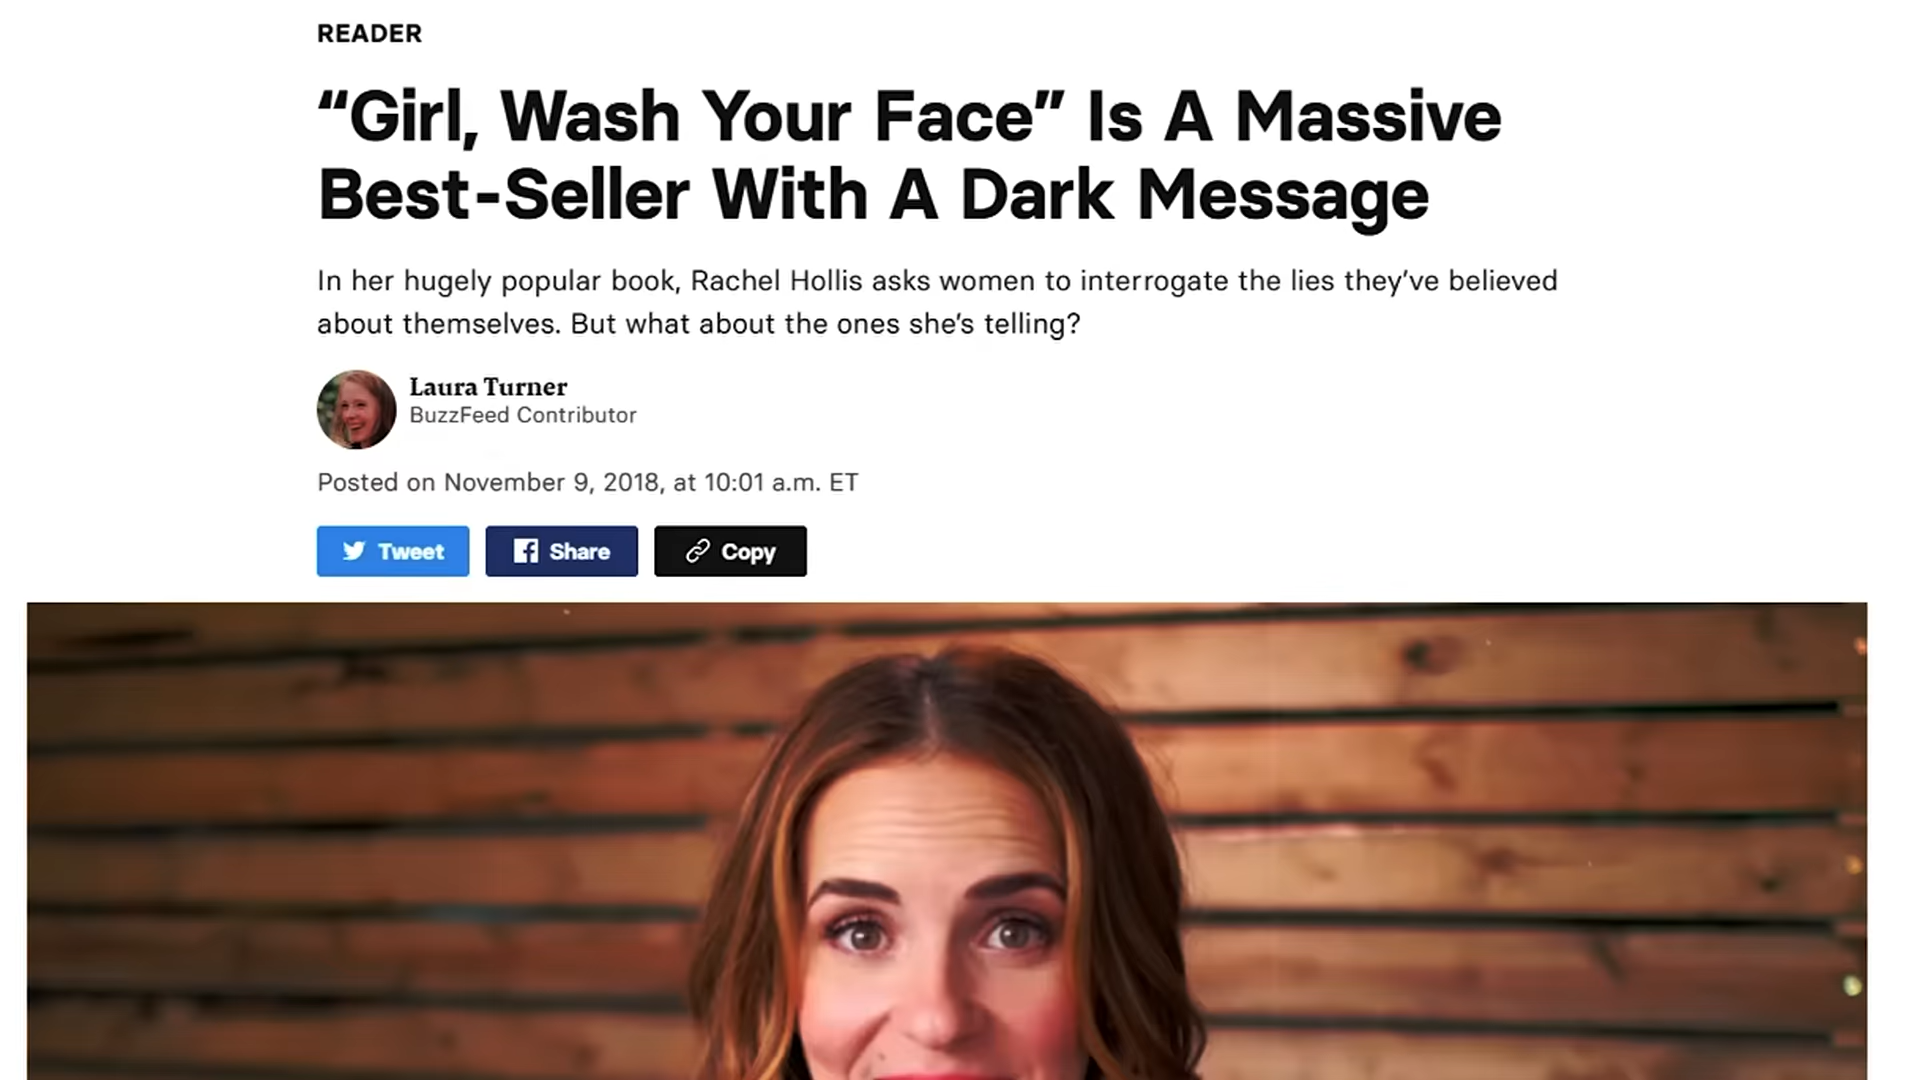 READER
“Girl, Wash Your Face” Is A Massive
Best-Seller With A Dark Message
In her hugely popular book, Rachel Hollis asks women to interrogate the lies they’ve believed
about themselves. But what about the ones she’s telling?
Laura Turner
BuzzFeed Contributor
Posted on November 9, 2018, at 10:01 a.m. ET
Tweet Share Copy